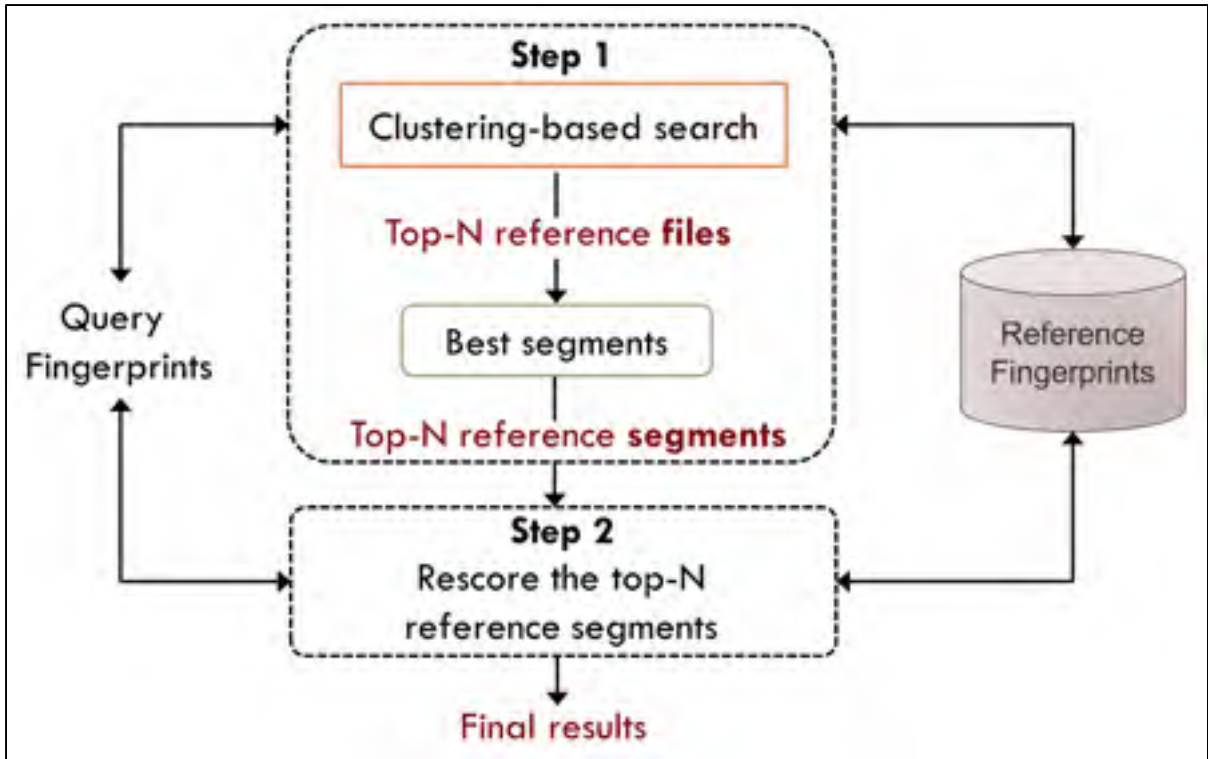 Step 1
Clustering-based search
Top-N reference files
Best segments
Top-N reference segments
Query
Fingerprints
Reference
Fingerprints
Step 2
Rescore the top-N
reference segments
Final results